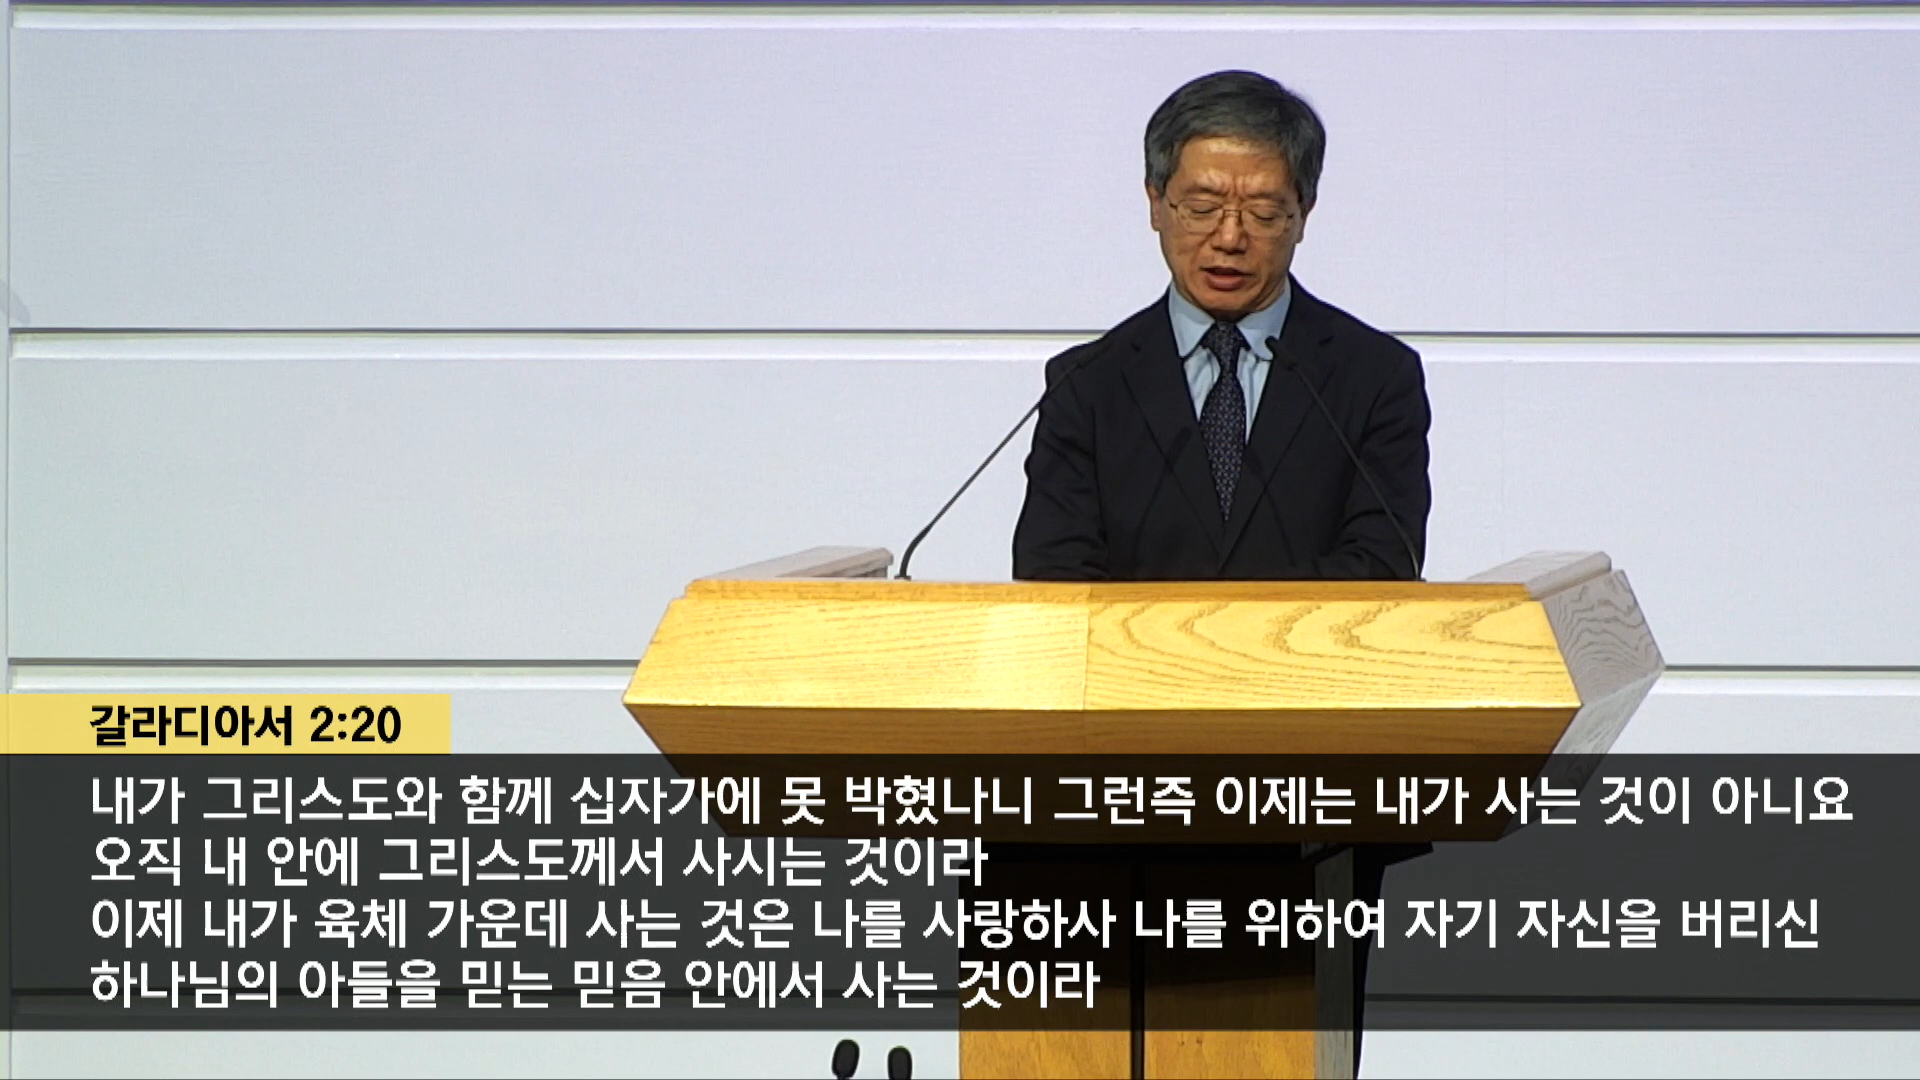 갈라디아서 2:20
내가 그리스도와 함께 십자가에 못 박혔나니 그런즉 이제는 내가 사는 것이 아니요
오직 내 안에 그리스도께서 사시는 것이라
이제 내가 육체 가운데 사는 것은 나를 사랑하사 나를 위하여 자기 자신을 버리신
하나님의 아들을 믿는 믿음 안에서 사는 것이라